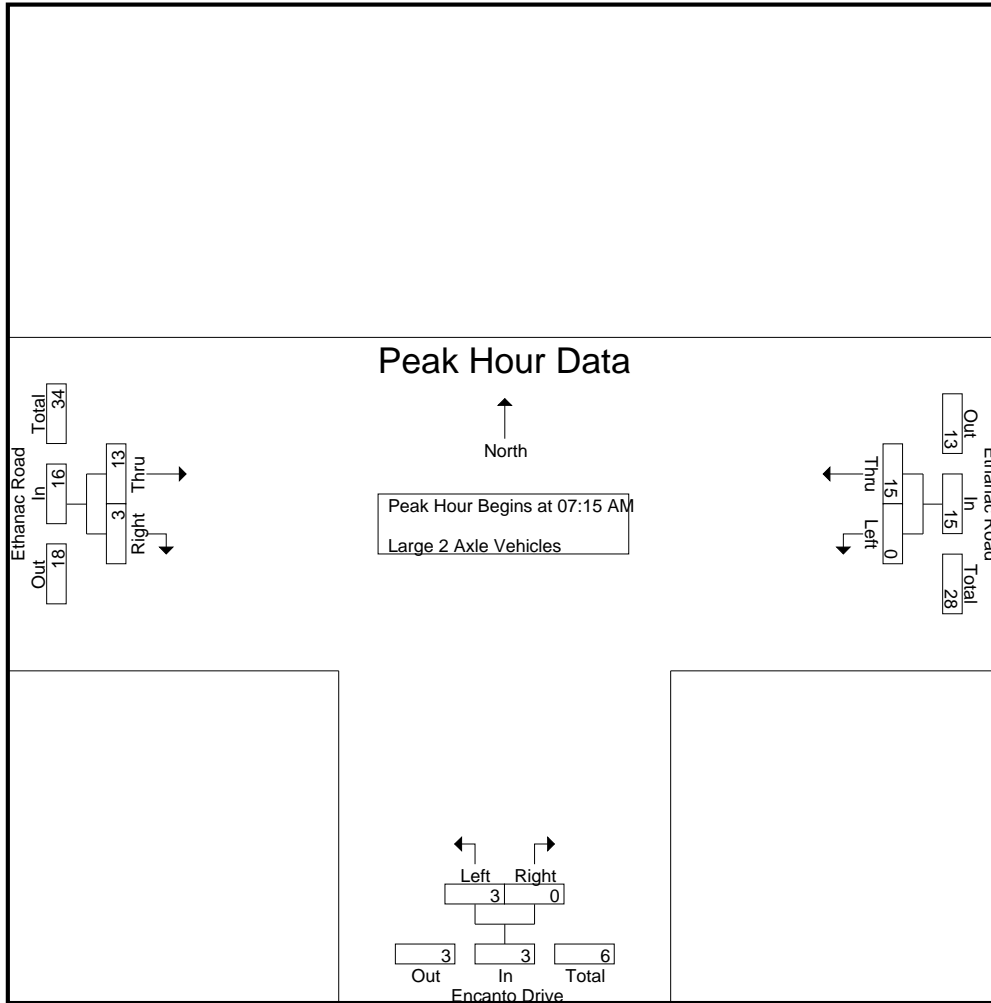 Peak Hour Data
North
Peak Hour Begins at 07:15 AM
Large 2 Axle Vehicles
Ethanac Road
Total
34
In
16
Out
18
13
Thru
3
Right
Ethanac Road
Out
13
In
15
Total
28
Thru
15
Left
0
Left Right
3 0
3 3 6
Out In Total
Encanto Drive